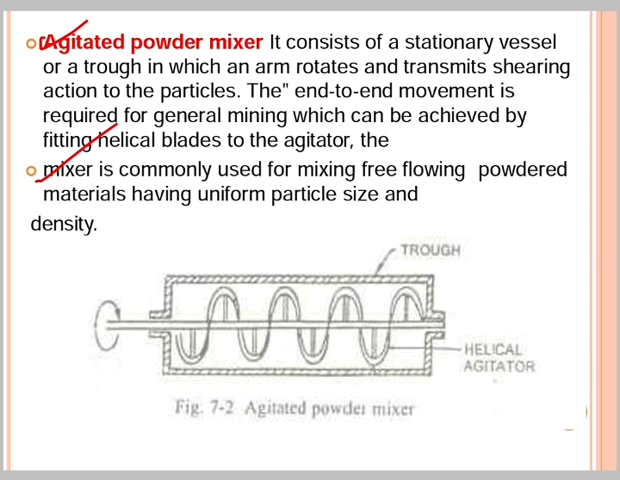 Agitated powder mixer It consists of a stationary vessel
or a trough in which an arm rotates and transmits shearing
action to the particles. The" end-to-end movement is
required for general mining which can be achieved by
fitting helical blades to the agitator, the
mixer is commonly used for mixing free flowing powdered
materials having uniform particle size and
density.
TROUGH
HELICAL
AGITATOR
Fig. 7-2 Agitated powder mixer